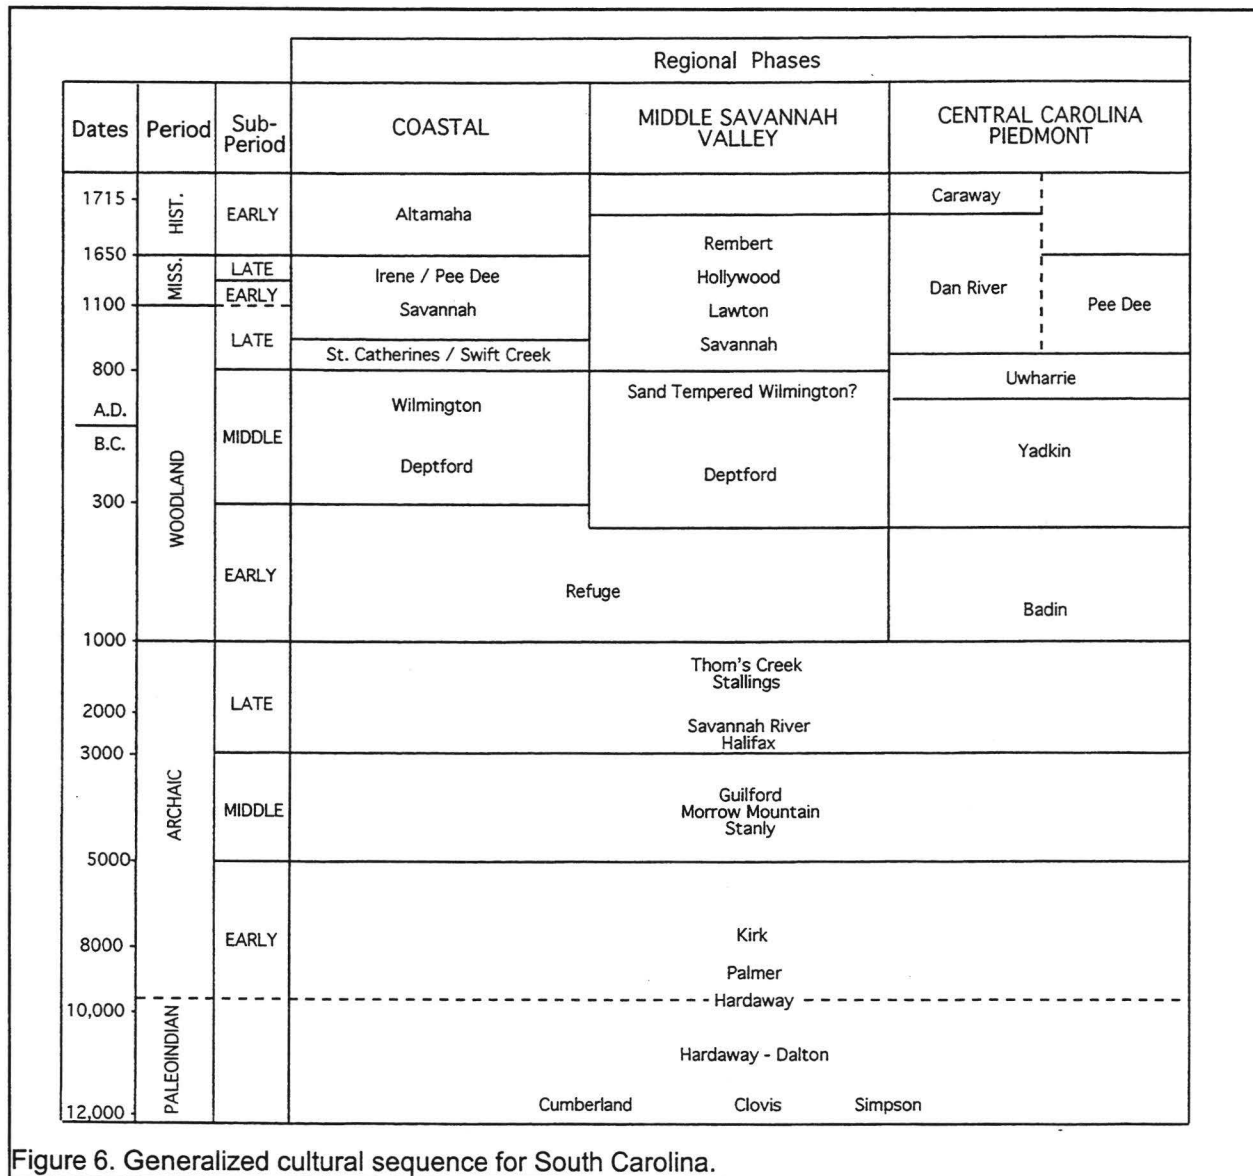 Regional Phases
Dates
Period
Sub-
Period
COASTAL
MIDDLE SAVANNAH
VALLEY
CENTRAL CAROLINA
PIEDMONT
1715
HIST.
EARLY
Altamaha
Caraway
1650
Rembert
MISS.
LATE
Irene / Pee Dee
Hollywood
Dan River
EARLY
1100
Savannah
Lawton
Pee Dee
LATE
St. Catherines / Swift Creek
Savannah
800
Uwharrie
A.D.
Wilmington
Sand Tempered Wilmington?
B.C.
WOODLAND
MIDDLE
Deptford
Deptford
Yadkin
300
EARLY
Refuge
Badin
1000
ARCHAIC
LATE
Thom's Creek
Stallings
2000
Savannah River
Halifax
3000
MIDDLE
Guilford
Morrow Mountain
Stanly
5000
EARLY
Kirk
8000
Palmer
Hardaway
10,000
PALEOINDIAN
Hardaway - Dalton
12,000
Cumberland Clovis Simpson
Figure 6. Generalized cultural sequence for South Carolina.